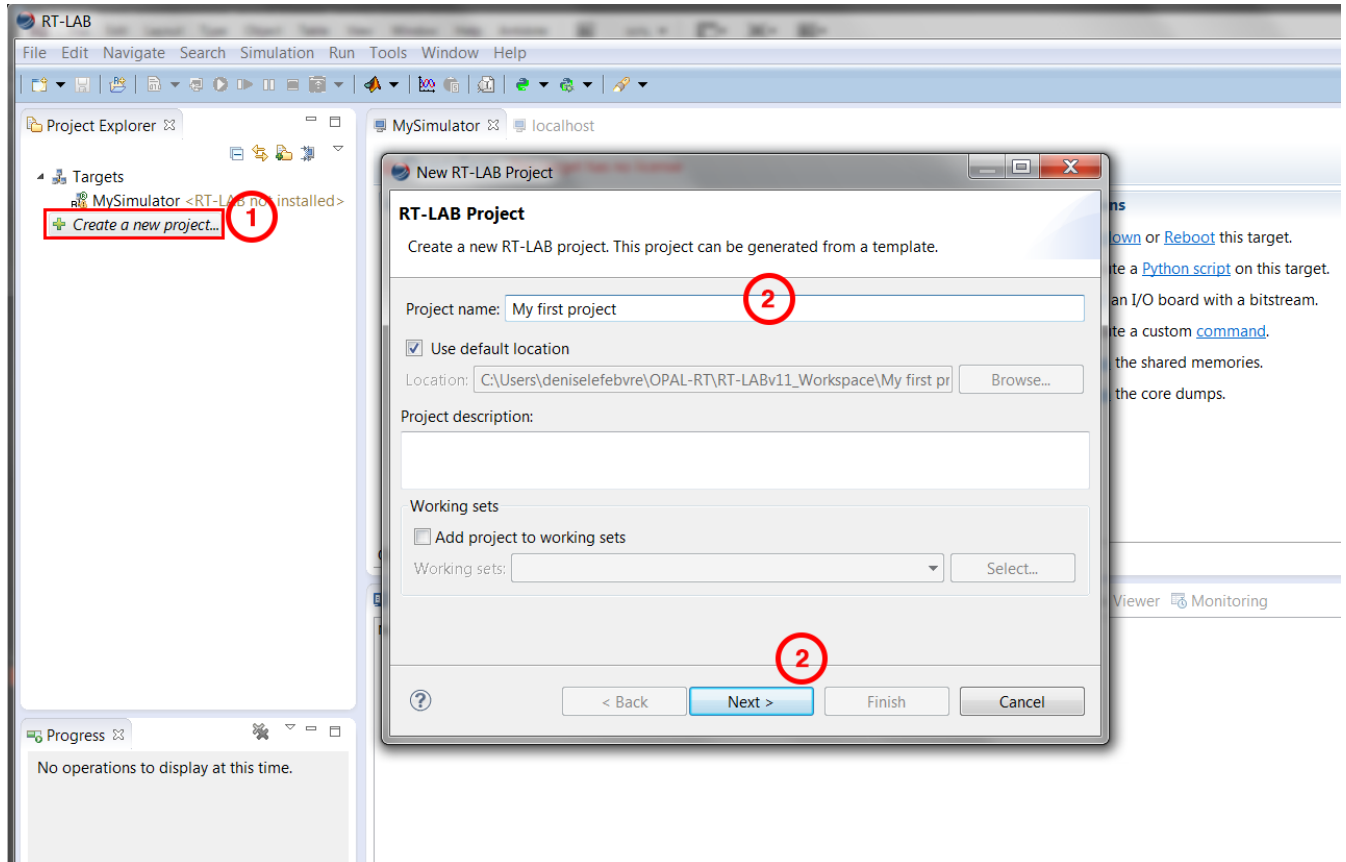 RT-LAB
File Edit Navigate Search Simulation Run Tools Window Help
Project Explorer
Targets
MySimulator <RT-LAB not installed>
1
Create a new project...
MySimulator localhost
New RT-LAB Project
RT-LAB Project
Create a new RT-LAB project. This project can be generated from a template.
2
Project name: My first project
Use default location
Location: C:\Users\deniselefebvre\OPAL-RT\RT-LABv11_Workspace\My first pr Browse...
Project description:
Working sets
Add project to working sets
Working sets: Select...
2
? < Back Next > Finish Cancel
ns
own or Reboot this target.
te a Python script on this target.
an I/O board with a bitstream.
te a custom command.
the shared memories.
the core dumps.
Viewer Monitoring
Progress
No operations to display at this time.